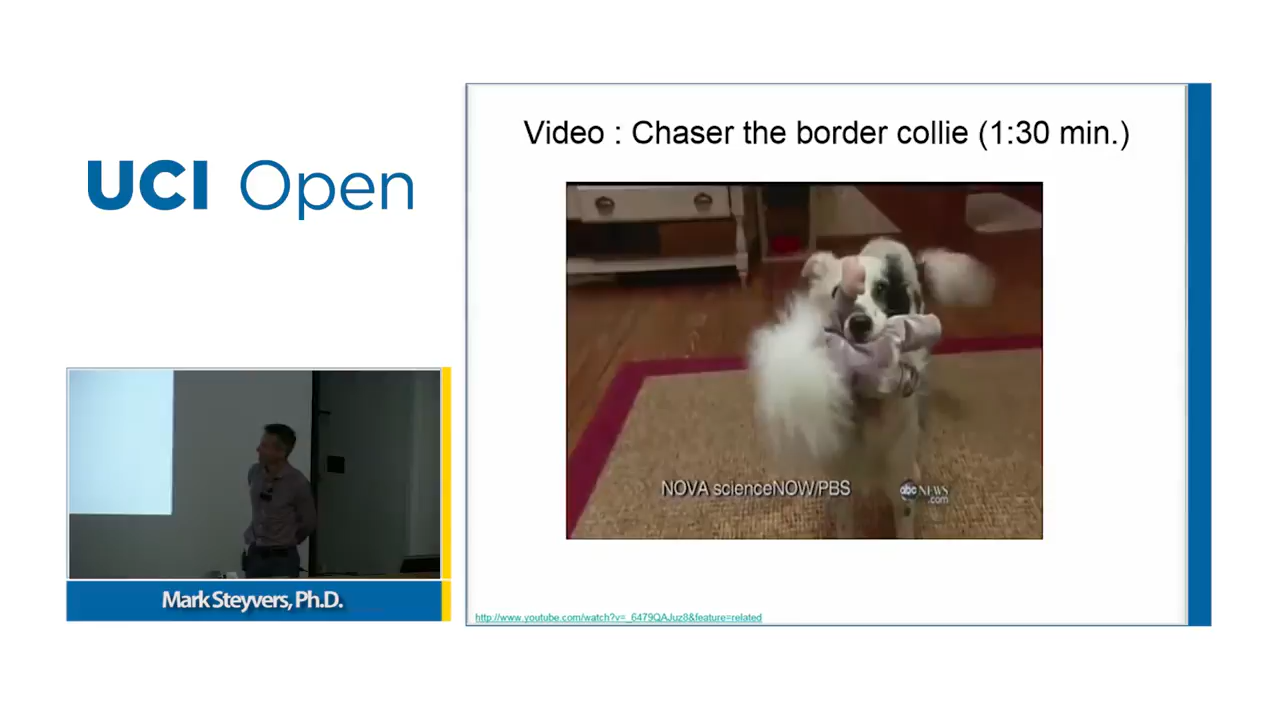 UCI Open
Video : Chaser the border collie (1:30 min.)
NOVA scienceNOW/PBS
abc NEWS
.com
Mark Steyvers, Ph.D.
http://www.youtube.com/watch?v=_6479QAJuz8&feature=related